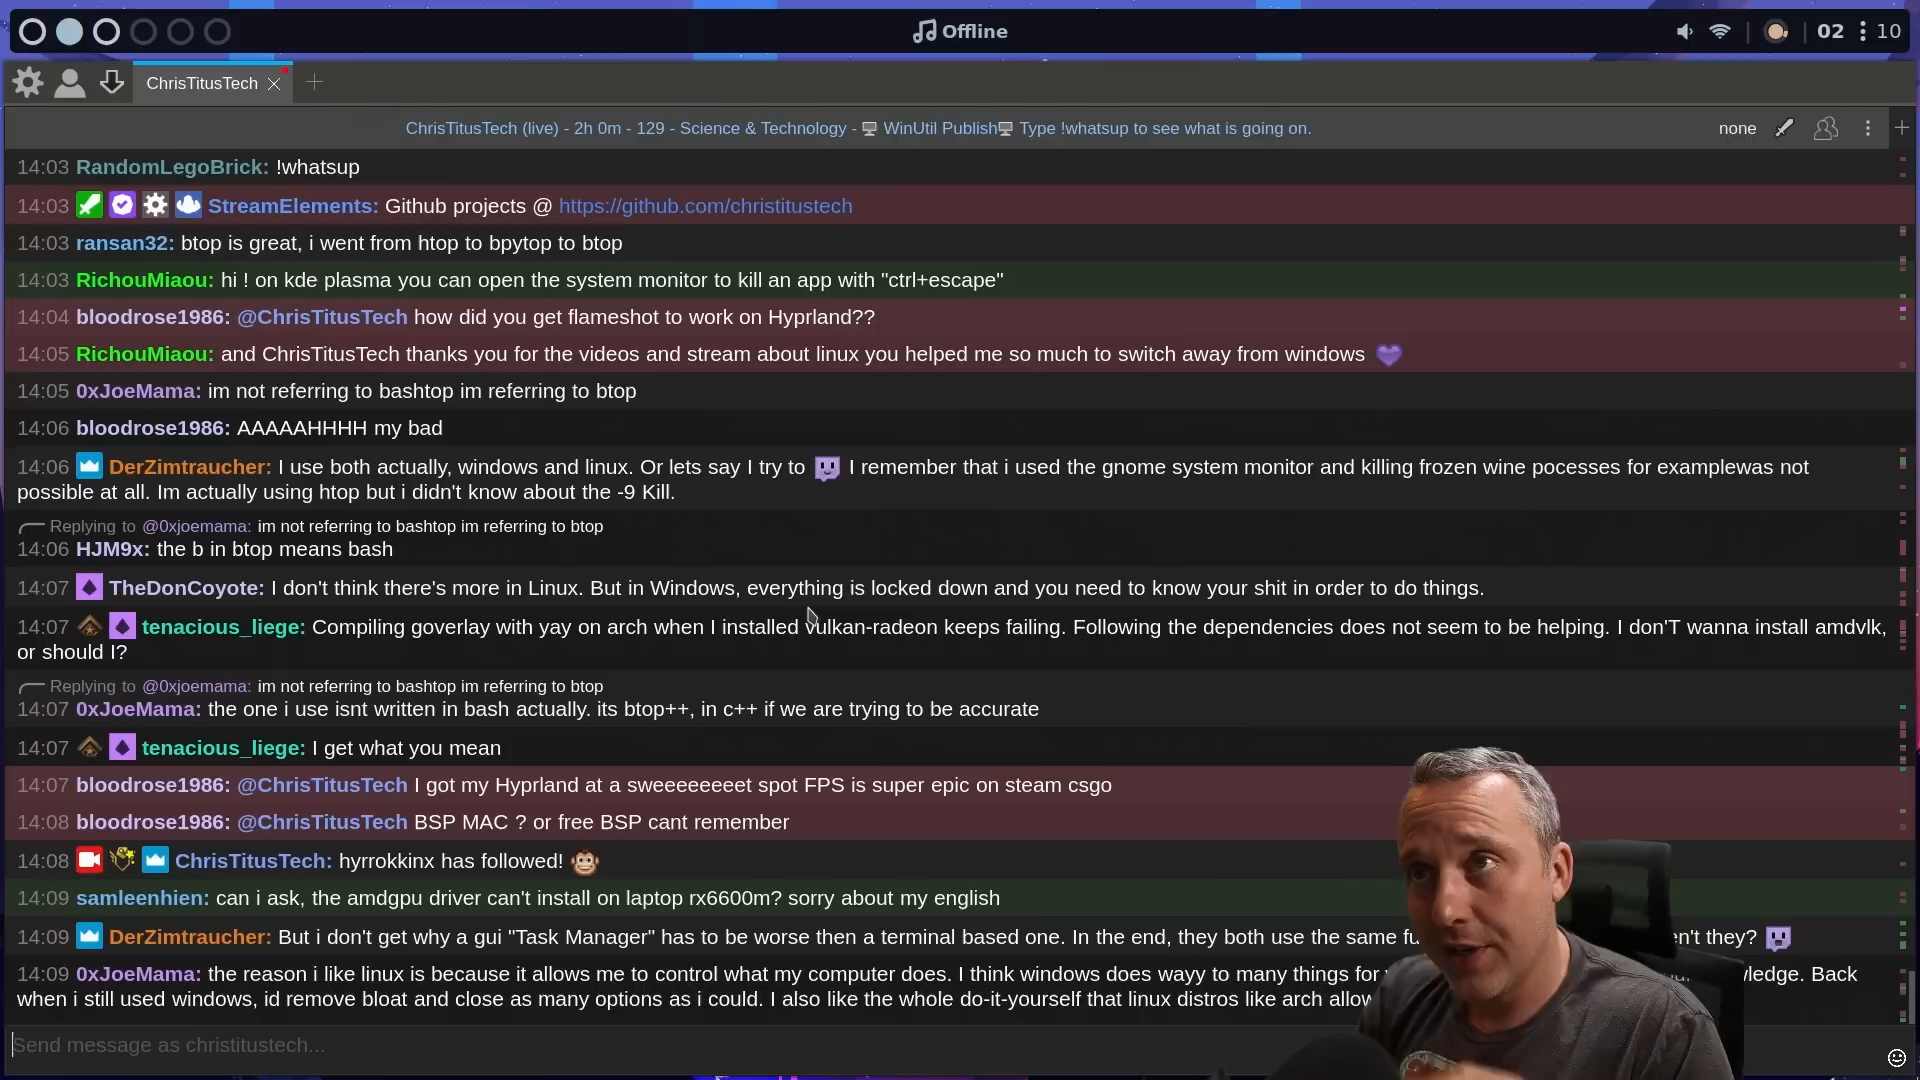 Offline
02
10
ChrisTitusTech
ChrisTitusTech (live) - 2h 0m - 129 - Science & Technology - 🖥 WinUtil Publish🖥 Type !whatsup to see what is going on.
none
14:03 RandomLegoBrick: !whatsup
14:03 StreamElements: Github projects @ https://github.com/christitustech
14:03 ransan32: btop is great, i went from htop to bpytop to btop
14:03 RichouMiaou: hi ! on kde plasma you can open the system monitor to kill an app with "ctrl+escape"
14:04 bloodrose1986: @ChrisTitusTech how did you get flameshot to work on Hyprland??
14:05 RichouMiaou: and ChrisTitusTech thanks you for the videos and stream about linux you helped me so much to switch away from windows 💜
14:05 0xJoeMama: im not referring to bashtop im referring to btop
14:06 bloodrose1986: AAAAAHHHH my bad
14:06 DerZimtraucher: I use both actually, windows and linux. Or lets say I try to I remember that i used the gnome system monitor and killing frozen wine pocesses for examplewas not
possible at all. Im actually using htop but i didn't know about the -9 Kill.
Replying to @0xjoemama: im not referring to bashtop im referring to btop
14:06 HJM9x: the b in btop means bash
14:07 TheDonCoyote: I don't think there's more in Linux. But in Windows, everything is locked down and you need to know your shit in order to do things.
14:07 tenacious_liege: Compiling goverlay with yay on arch when I installed vulkan-radeon keeps failing. Following the dependencies does not seem to be helping. I don'T wanna install amdvlk,
or should I?
Replying to @0xjoemama: im not referring to bashtop im referring to btop
14:07 0xJoeMama: the one i use isnt written in bash actually. its btop++, in c++ if we are trying to be accurate
14:07 tenacious_liege: I get what you mean
14:07 bloodrose1986: @ChrisTitusTech I got my Hyprland at a sweeeeeeeet spot FPS is super epic on steam csgo
14:08 bloodrose1986: @ChrisTitusTech BSP MAC ? or free BSP cant remember
14:08 ChrisTitusTech: hyrrokkinx has followed!
14:09 samleenhien: can i ask, the amdgpu driver can't install on laptop rx6600m? sorry about my english
14:09 DerZimtraucher: But i don't get why a gui "Task Manager" has to be worse then a terminal based one. In the end, they both use the same they?
14:09 0xJoeMama: the reason i like linux is because it allows me to control what my computer does. I think windows does wayy to many things for Back
when i still used windows, id remove bloat and close as many options as i could. I also like the whole do-it-yourself that linux distros like arch
Send message as christitustech...